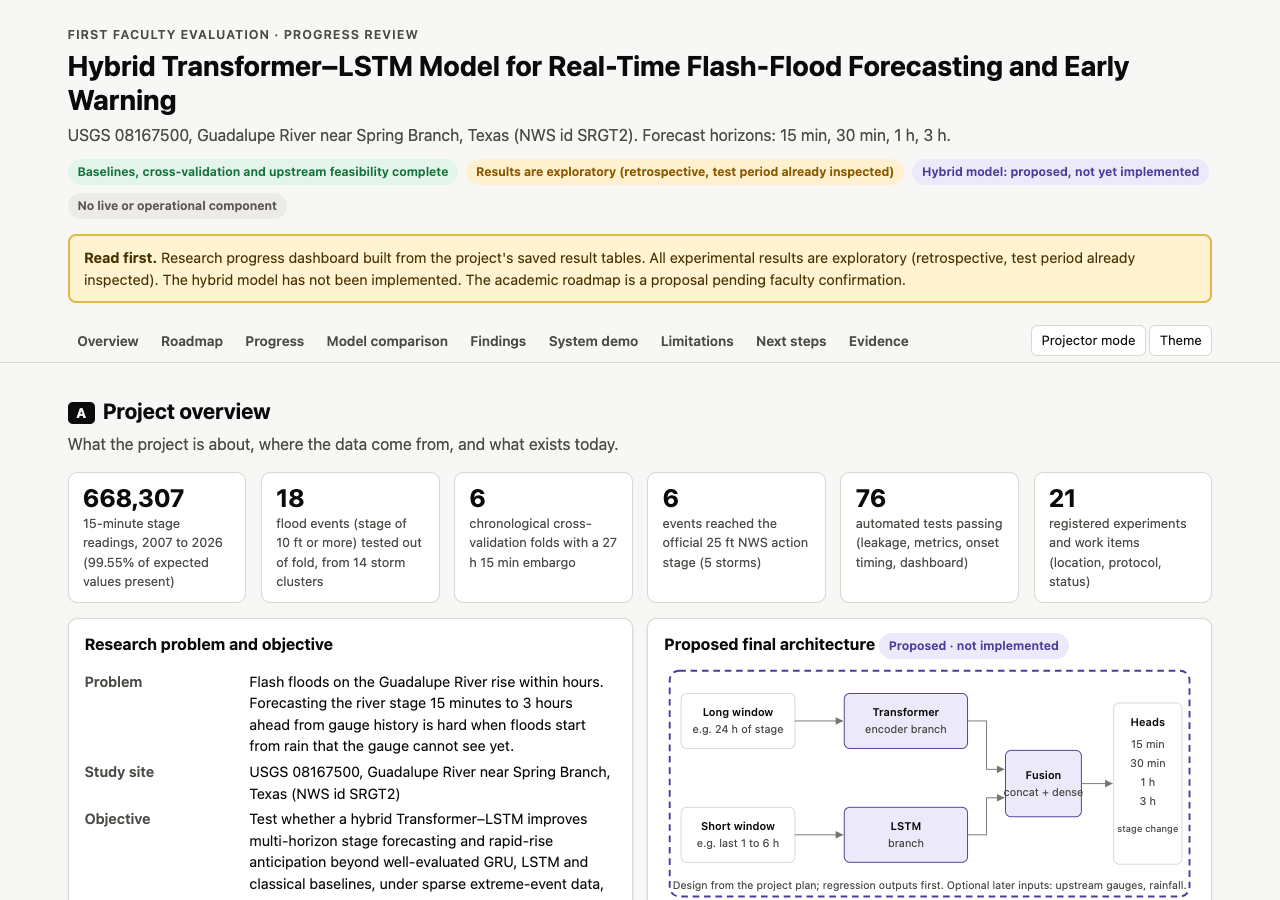 FIRST FACULTY EVALUATION · PROGRESS REVIEW
Hybrid Transformer–LSTM Model for Real-Time Flash-Flood Forecasting and Early
Warning
USGS 08167500, Guadalupe River near Spring Branch, Texas (NWS id SRGT2). Forecast horizons: 15 min, 30 min, 1 h, 3 h.
Baselines, cross-validation and upstream feasibility complete
Results are exploratory (retrospective, test period already inspected)
Hybrid model: proposed, not yet implemented
No live or operational component
Read first. Research progress dashboard built from the project's saved result tables. All experimental results are exploratory (retrospective, test period already
inspected). The hybrid model has not been implemented. The academic roadmap is a proposal pending faculty confirmation.
Overview Roadmap Progress Model comparison Findings System demo Limitations Next steps Evidence Projector mode Theme
A Project overview
What the project is about, where the data come from, and what exists today.
668,307
15-minute stage
readings, 2007 to 2026
(99.55% of expected
values present)
18
flood events (stage of
10 ft or more) tested out
of fold, from 14 storm
clusters
6
chronological cross-
validation folds with a 27
h 15 min embargo
6
events reached the
official 25 ft NWS action
stage (5 storms)
76
automated tests passing
(leakage, metrics, onset
timing, dashboard)
21
registered experiments
and work items
(location, protocol,
status)
Research problem and objective
Problem
Flash floods on the Guadalupe River rise within hours.
Forecasting the river stage 15 minutes to 3 hours
ahead from gauge history is hard when floods start
from rain that the gauge cannot see yet.
Study site
USGS 08167500, Guadalupe River near Spring Branch,
Texas (NWS id SRGT2)
Objective
Test whether a hybrid Transformer–LSTM improves
multi-horizon stage forecasting and rapid-rise
anticipation beyond well-evaluated GRU, LSTM and
classical baselines, under sparse extreme-event data,
Proposed final architecture Proposed · not implemented
Long window
e.g. 24 h of stage
Transformer
encoder branch
Short window
e.g. last 1 to 6 h
LSTM
branch
Fusion
concat + dense
Heads
15 min
30 min
1 h
3 h
stage change
Design from the project plan; regression outputs first. Optional later inputs: upstream gauges, rainfall.